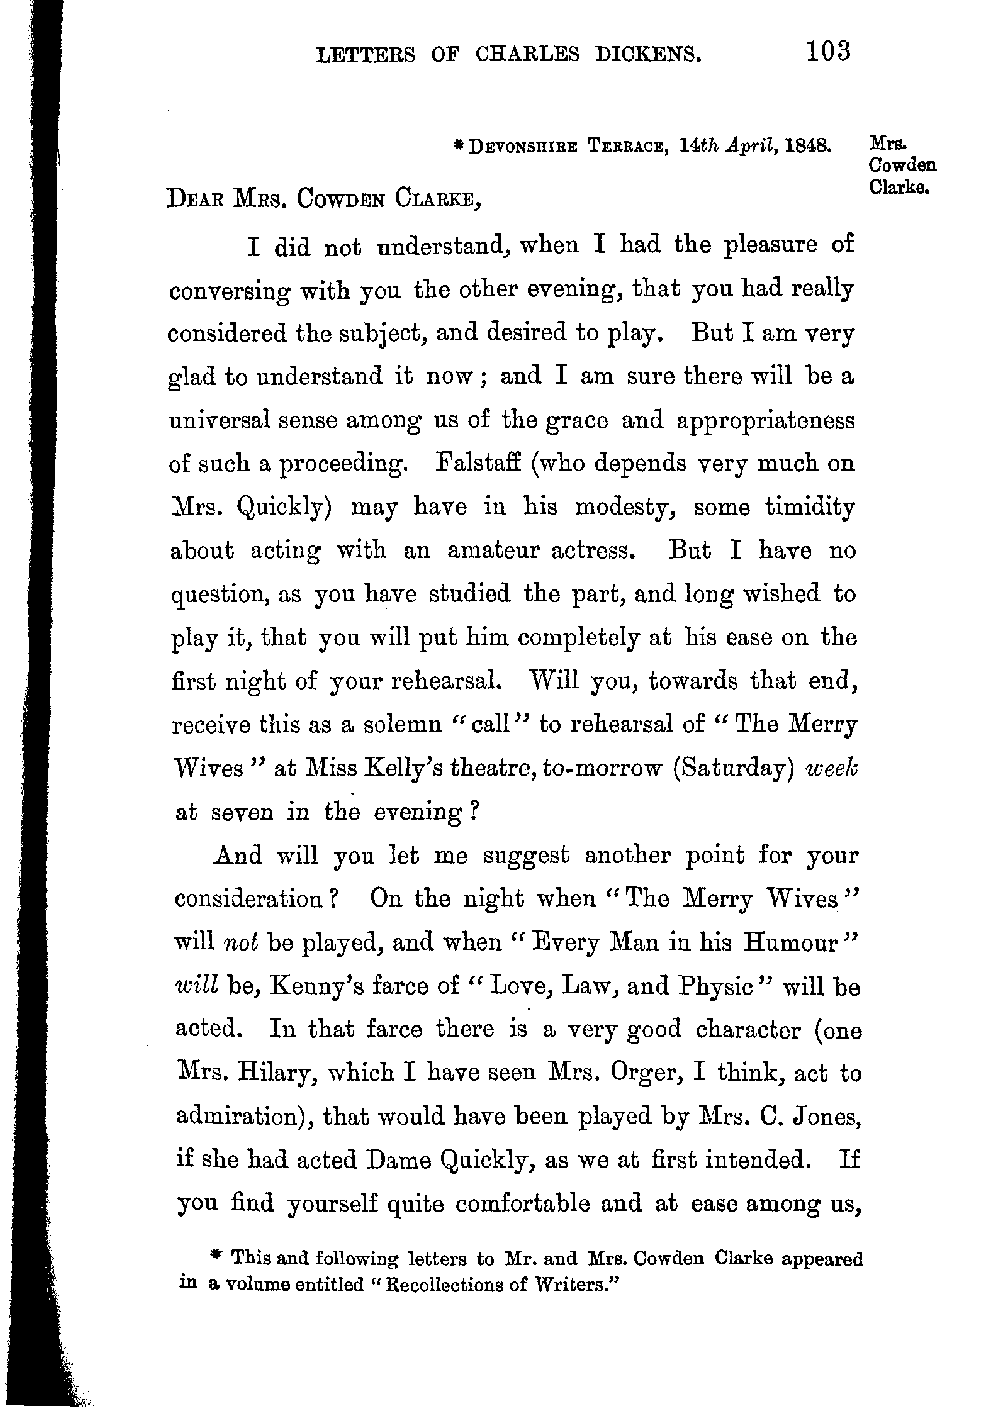 LETTERS OF CHARLES DICKENS. 103
* DEVONSHIRE TERRACE, 14th April, 1848.
Mrs.
Cowden
Clarke.
DEAR MRS. COWDEN CLARKE,
I did not understand, when I had the pleasure of
conversing with you the other evening, that you had really
considered the subject, and desired to play. But I am very
glad to understand it now; and I am sure there will be a
universal sense among us of the grace and appropriateness
of such a proceeding. Falstaff (who depends very much on
Mrs. Quickly) may have in his modesty, some timidity
about acting with an amateur actress. But I have no
question, as you have studied the part, and long wished to
play it, that you will put him completely at his ease on the
first night of your rehearsal. Will you, towards that end,
receive this as a solemn "call" to rehearsal of "The Merry
Wives" at Miss Kelly's theatre, to-morrow (Saturday) week
at seven in the evening?
And will you let me suggest another point for your
consideration? On the night when "The Merry Wives"
will not be played, and when "Every Man in his Humour"
will be, Kenny's farce of "Love, Law, and Physic" will be
acted. In that farce there is a very good character (one
Mrs. Hilary, which I have seen Mrs. Orger, I think, act to
admiration), that would have been played by Mrs. C. Jones,
if she had acted Dame Quickly, as we at first intended. If
you find yourself quite comfortable and at ease among us,
* This and following letters to Mr. and Mrs. Cowden Clarke appeared
in a volume entitled "Recollections of Writers."